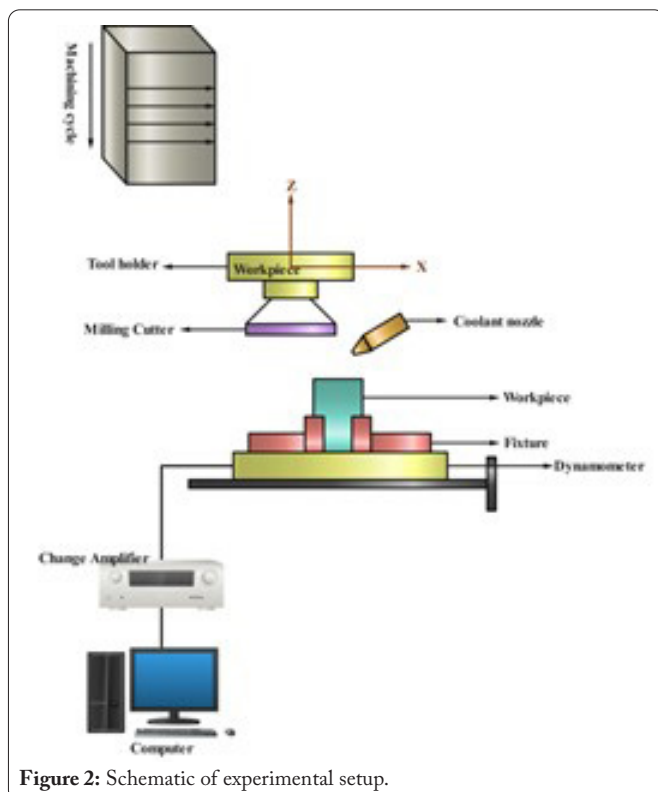 Machining cycle
Z
Tool holder
Workpiece
X
Milling Cutter
Coolant nozzle
Workpiece
Fixture
Dynamometer
Change Amplifier
Computer
Figure 2: Schematic of experimental setup.